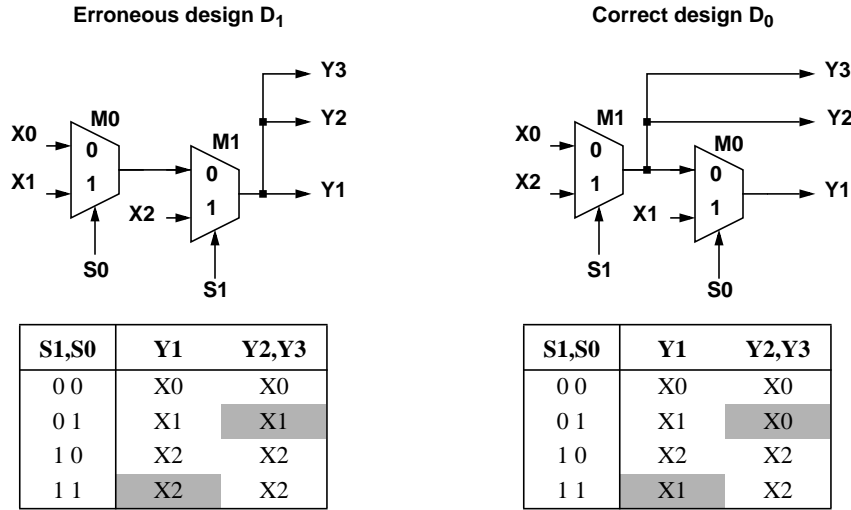 Erroneous design D1
Correct design D0
Y3
Y2
Y1
M0
M1
X0
X1
X2
0
1
0
1
S0
S1
Y3
Y2
Y1
M1
M0
X0
X2
X1
0
1
0
1
S1
S0
S1,S0 Y1 Y2,Y3
0 0 X0 X0
0 1 X1 X1
1 0 X2 X2
1 1 X2 X2
S1,S0 Y1 Y2,Y3
0 0 X0 X0
0 1 X1 X0
1 0 X2 X2
1 1 X1 X2